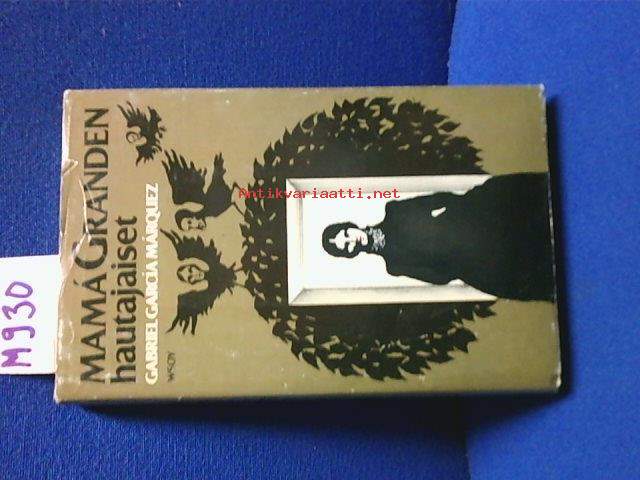 MAMÁ GRANDEN
hautajaiset
GABRIEL GARCÍA MÁRQUEZ
WSOY
Antikvariaatti.net
M930